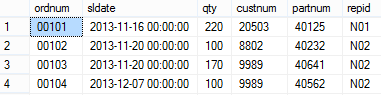 ordnum sldate qty custnum partnum repid
1 00101 2013-11-16 00:00:00 220 20503 40125 N01
2 00102 2013-11-20 00:00:00 100 8802 40232 N02
3 00103 2013-11-20 00:00:00 170 9989 40641 N02
4 00104 2013-12-07 00:00:00 100 9989 40562 N02